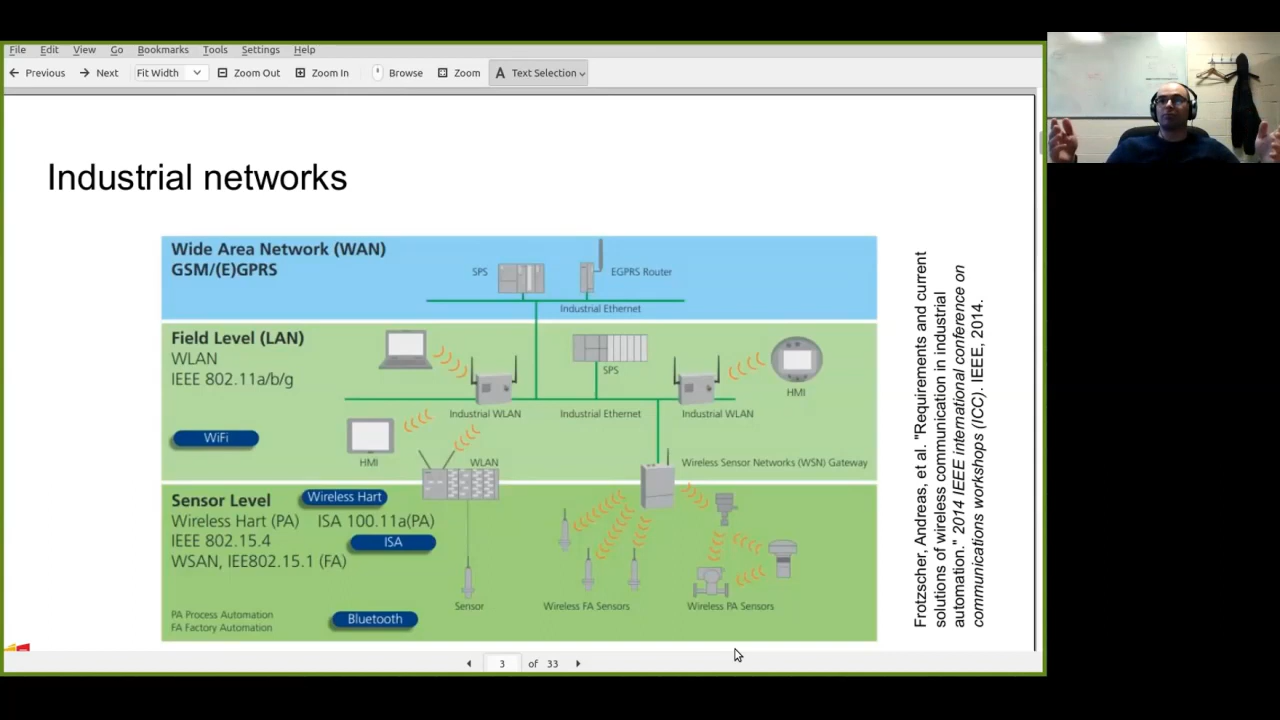 File Edit View Go Bookmarks Tools Settings Help
Previous Next Fit Width Zoom Out Zoom In Browse Zoom Text Selection
Industrial networks
Wide Area Network (WAN)
GSM/(E)GPRS
SPS
EGPRS Router
Industrial Ethernet
Field Level (LAN)
WLAN
IEEE 802.11a/b/g
WiFi
SPS
HMI
Industrial WLAN
Industrial Ethernet
Industrial WLAN
HMI
WLAN
Wireless Sensor Networks (WSN) Gateway
Sensor Level
Wireless Hart
Wireless Hart (PA) ISA 100.11a(PA)
IEEE 802.15.4
ISA
WSAN, IEE802.15.1 (FA)
Sensor
Wireless FA Sensors
Wireless PA Sensors
PA Process Automation
FA Factory Automation
Bluetooth
Frotzscher, Andreas, et al. "Requirements and current
solutions of wireless communication in industrial
automation." 2014 IEEE international conference on
communications workshops (ICC). IEEE, 2014.
3 of 33